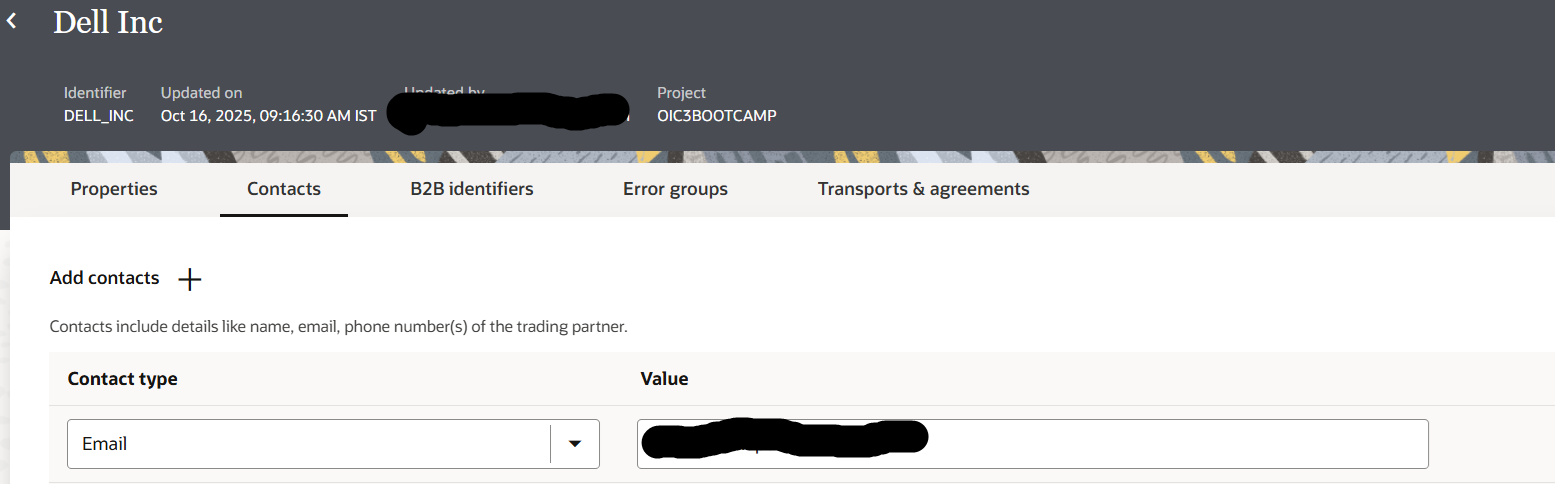 Dell Inc
Identifier
DELL_INC
Updated on
Oct 16, 2025, 09:16:30 AM IST
Updated by
Project
OIC3BOOTCAMP
Properties
Contacts
B2B identifiers
Error groups
Transports & agreements
Add contacts
Contacts include details like name, email, phone number(s) of the trading partner.
Contact type
Value
Email